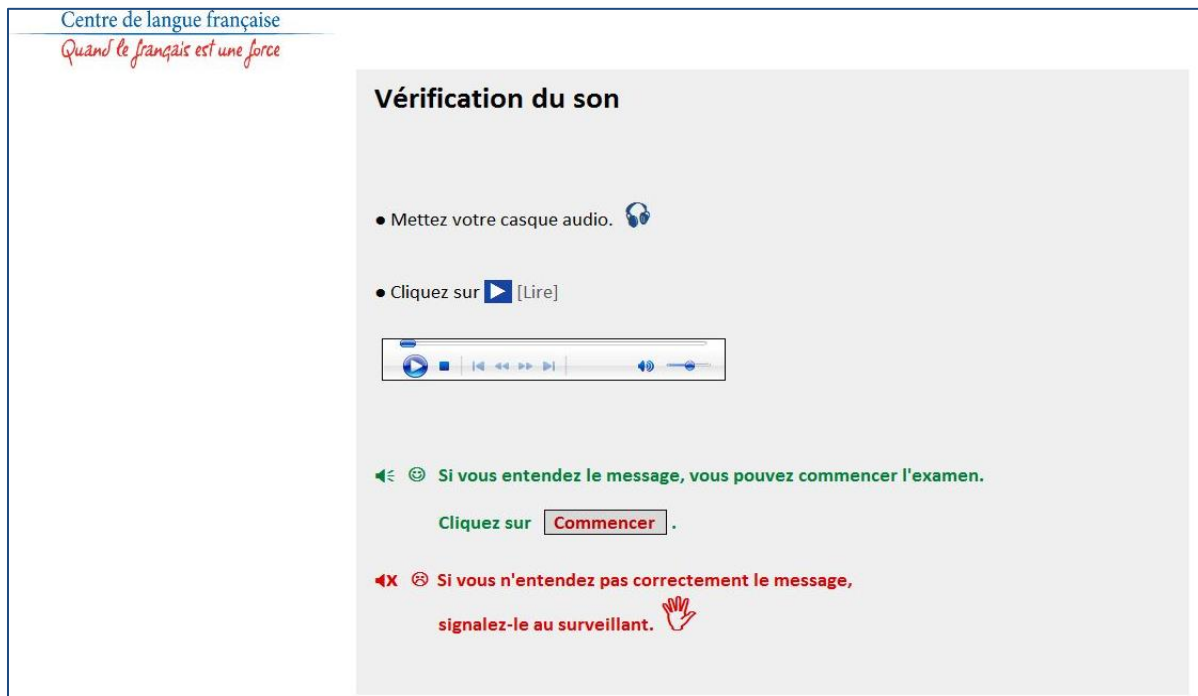 Centre de langue française
Quand le français est une force
Vérification du son
● Mettez votre casque audio.
● Cliquez sur [Lire]
Si vous entendez le message, vous pouvez commencer l'examen.
Cliquez sur Commencer .
Si vous n'entendez pas correctement le message,
signalez-le au surveillant.